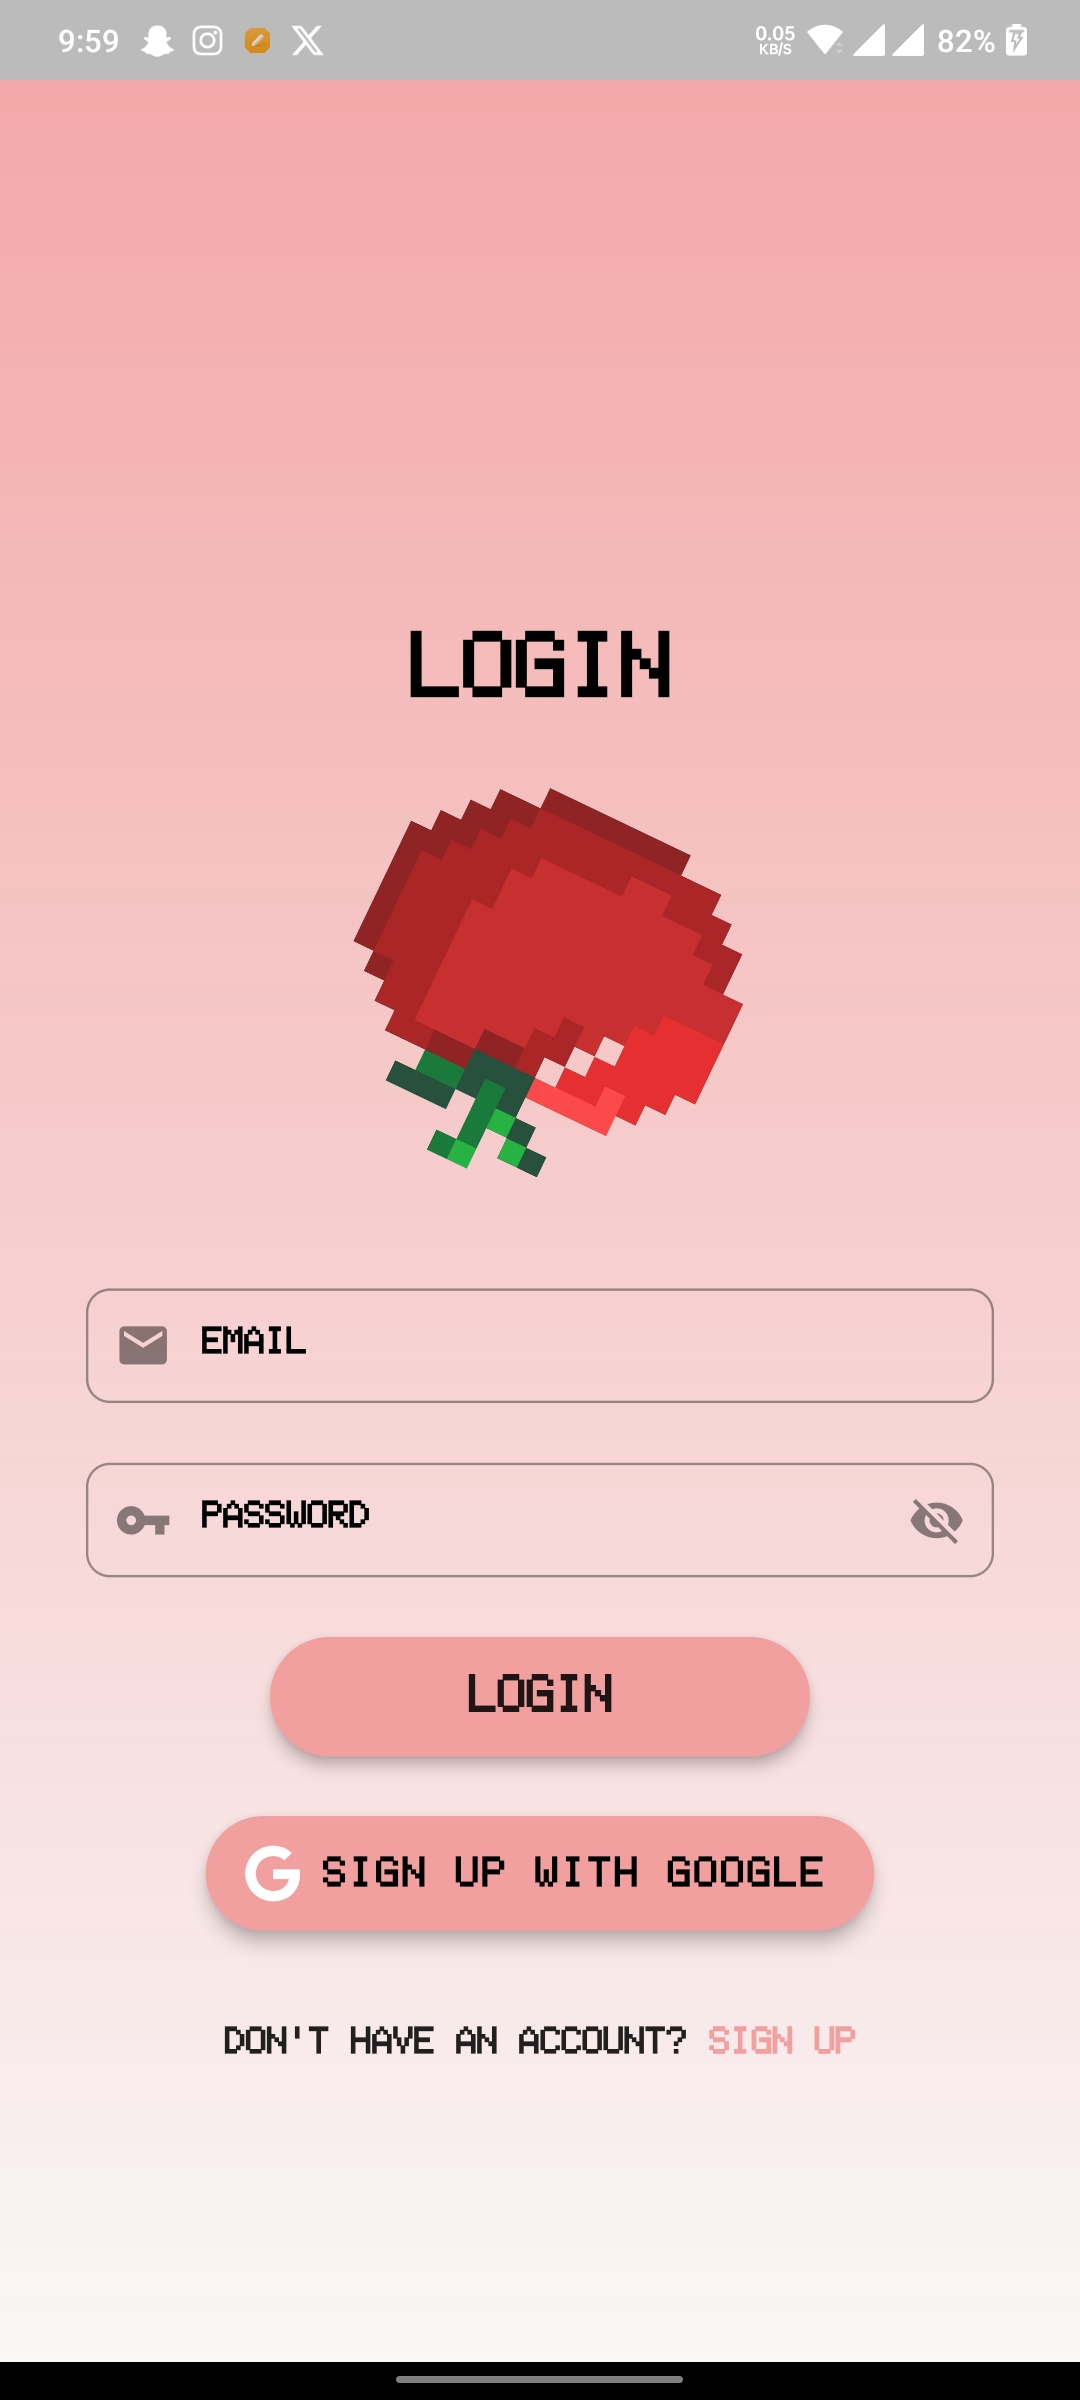 9:59 0.05 KB/S 82%
LOGIN
EMAIL
PASSWORD
LOGIN
SIGN UP WITH GOOGLE
DON'T HAVE AN ACCOUNT? SIGN UP